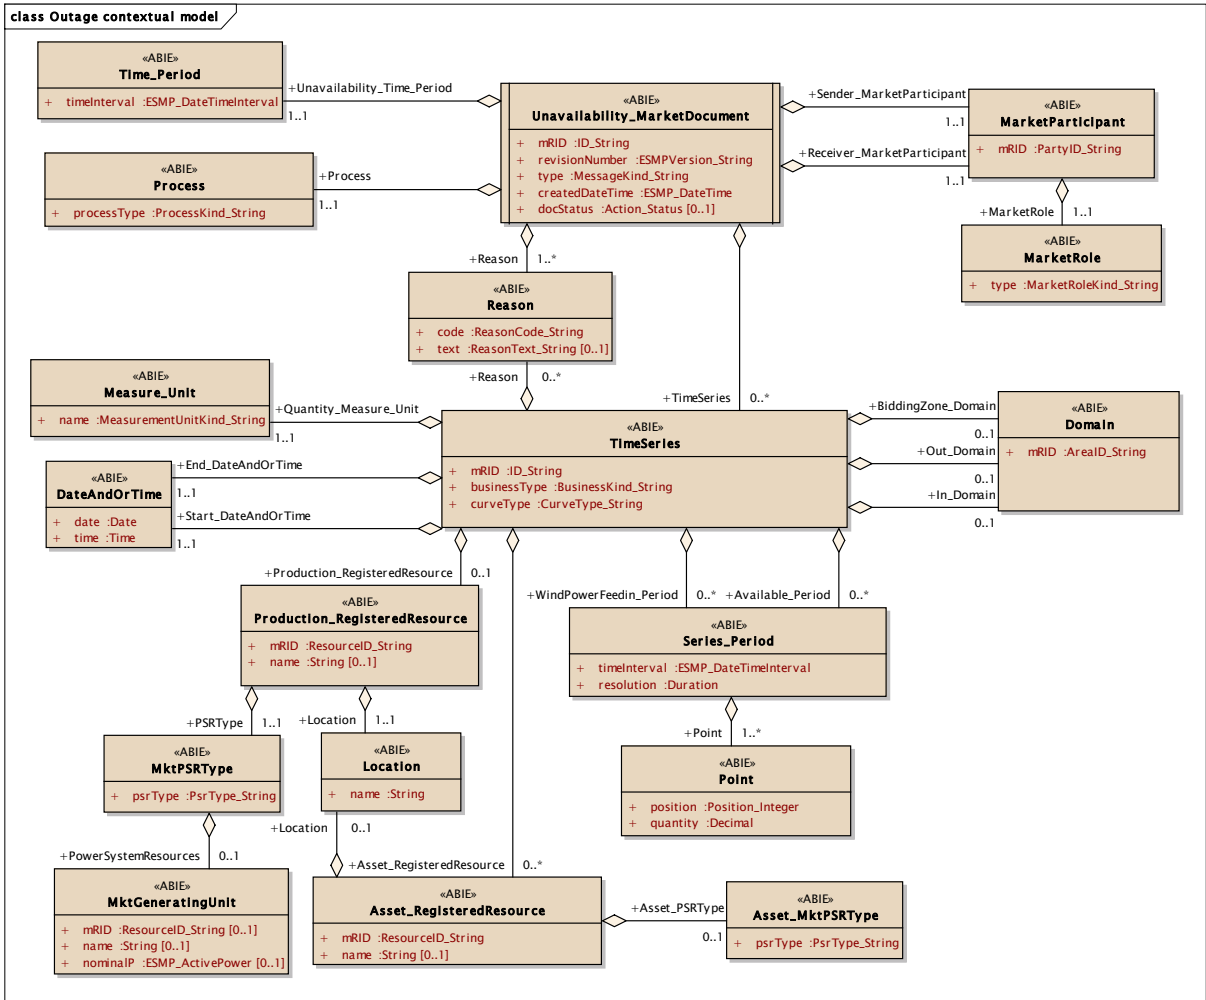 class Outage contextual model
«ABIE»
Time_Period
+ timeInterval :ESMP_DateTimeInterval
+Unavailability_Time_Period
1..1
«ABIE»
Unavailability_MarketDocument
+ mRID :ID_String
+ revisionNumber :ESMPVersion_String
+ type :MessageKind_String
+ createdDateTime :ESMP_DateTime
+ docStatus :Action_Status [0..1]
+Sender_MarketParticipant
1..1
+Receiver_MarketParticipant
1..1
«ABIE»
MarketParticipant
+ mRID :PartyID_String
«ABIE»
Process
+ processType :ProcessKind_String
+Process
1..1
+MarketRole 1..1
«ABIE»
MarketRole
+ type :MarketRoleKind_String
+Reason 1..*
«ABIE»
Reason
+ code :ReasonCode_String
+ text :ReasonText_String [0..1]
+Reason 0..*
+TimeSeries 0..*
«ABIE»
Measure_Unit
+ name :MeasurementUnitKind_String
+Quantity_Measure_Unit
1..1
«ABIE»
TimeSeries
+ mRID :ID_String
+ businessType :BusinessKind_String
+ curveType :CurveType_String
+BiddingZone_Domain
0..1
+Out_Domain
0..1
+In_Domain
0..1
«ABIE»
Domain
+ mRID :AreaID_String
«ABIE»
DateAndOrTime
+ date :Date
+ time :Time
+End_DateAndOrTime
1..1
+Start_DateAndOrTime
1..1
+Production_RegisteredResource 0..1
«ABIE»
Production_RegisteredResource
+ mRID :ResourceID_String
+ name :String [0..1]
+WindPowerFeedin_Period 0..*
+Available_Period 0..*
«ABIE»
Series_Period
+ timeInterval :ESMP_DateTimeInterval
+ resolution :Duration
+PSRType 1..1
+Location 1..1
+Point 1..*
«ABIE»
MktPSRType
+ psrType :PsrType_String
«ABIE»
Location
+ name :String
«ABIE»
Point
+ position :Position_Integer
+ quantity :Decimal
+Location 0..1
+PowerSystemResources 0..1
+Asset_RegisteredResource 0..*
«ABIE»
MktGeneratingUnit
+ mRID :ResourceID_String [0..1]
+ name :String [0..1]
+ nominalP :ESMP_ActivePower [0..1]
«ABIE»
Asset_RegisteredResource
+ mRID :ResourceID_String
+ name :String [0..1]
+Asset_PSRType
0..1
«ABIE»
Asset_MktPSRType
+ psrType :PsrType_String